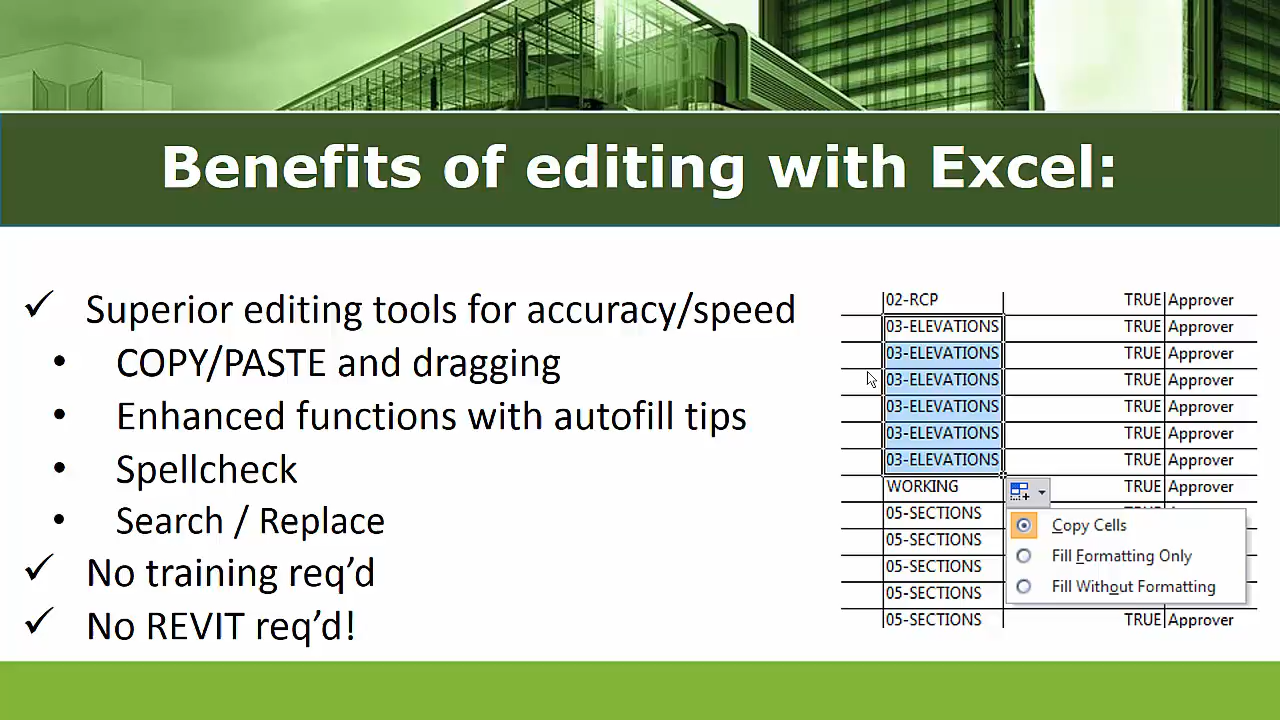 Benefits of editing with Excel:
✓ Superior editing tools for accuracy/speed
• COPY/PASTE and dragging
• Enhanced functions with autofill tips
• Spellcheck
• Search / Replace
✓ No training req’d
✓ No REVIT req’d!
02-RCP TRUE Approver
03-ELEVATIONS TRUE Approver
03-ELEVATIONS TRUE Approver
03-ELEVATIONS TRUE Approver
03-ELEVATIONS TRUE Approver
03-ELEVATIONS TRUE Approver
03-ELEVATIONS TRUE Approver
WORKING TRUE Approver
05-SECTIONS
05-SECTIONS
05-SECTIONS
05-SECTIONS
05-SECTIONS TRUE Approver
Copy Cells
Fill Formatting Only
Fill Without Formatting